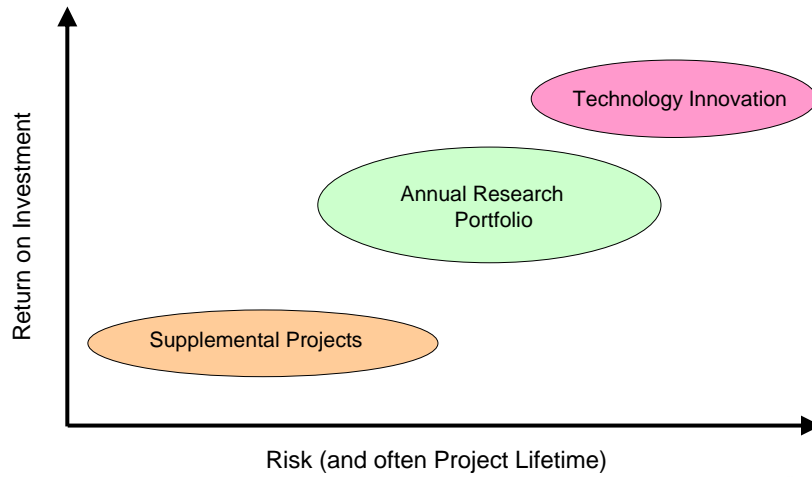 Technology Innovation
Annual Research
Portfolio
Supplemental Projects
Return on Investment
Risk (and often Project Lifetime)